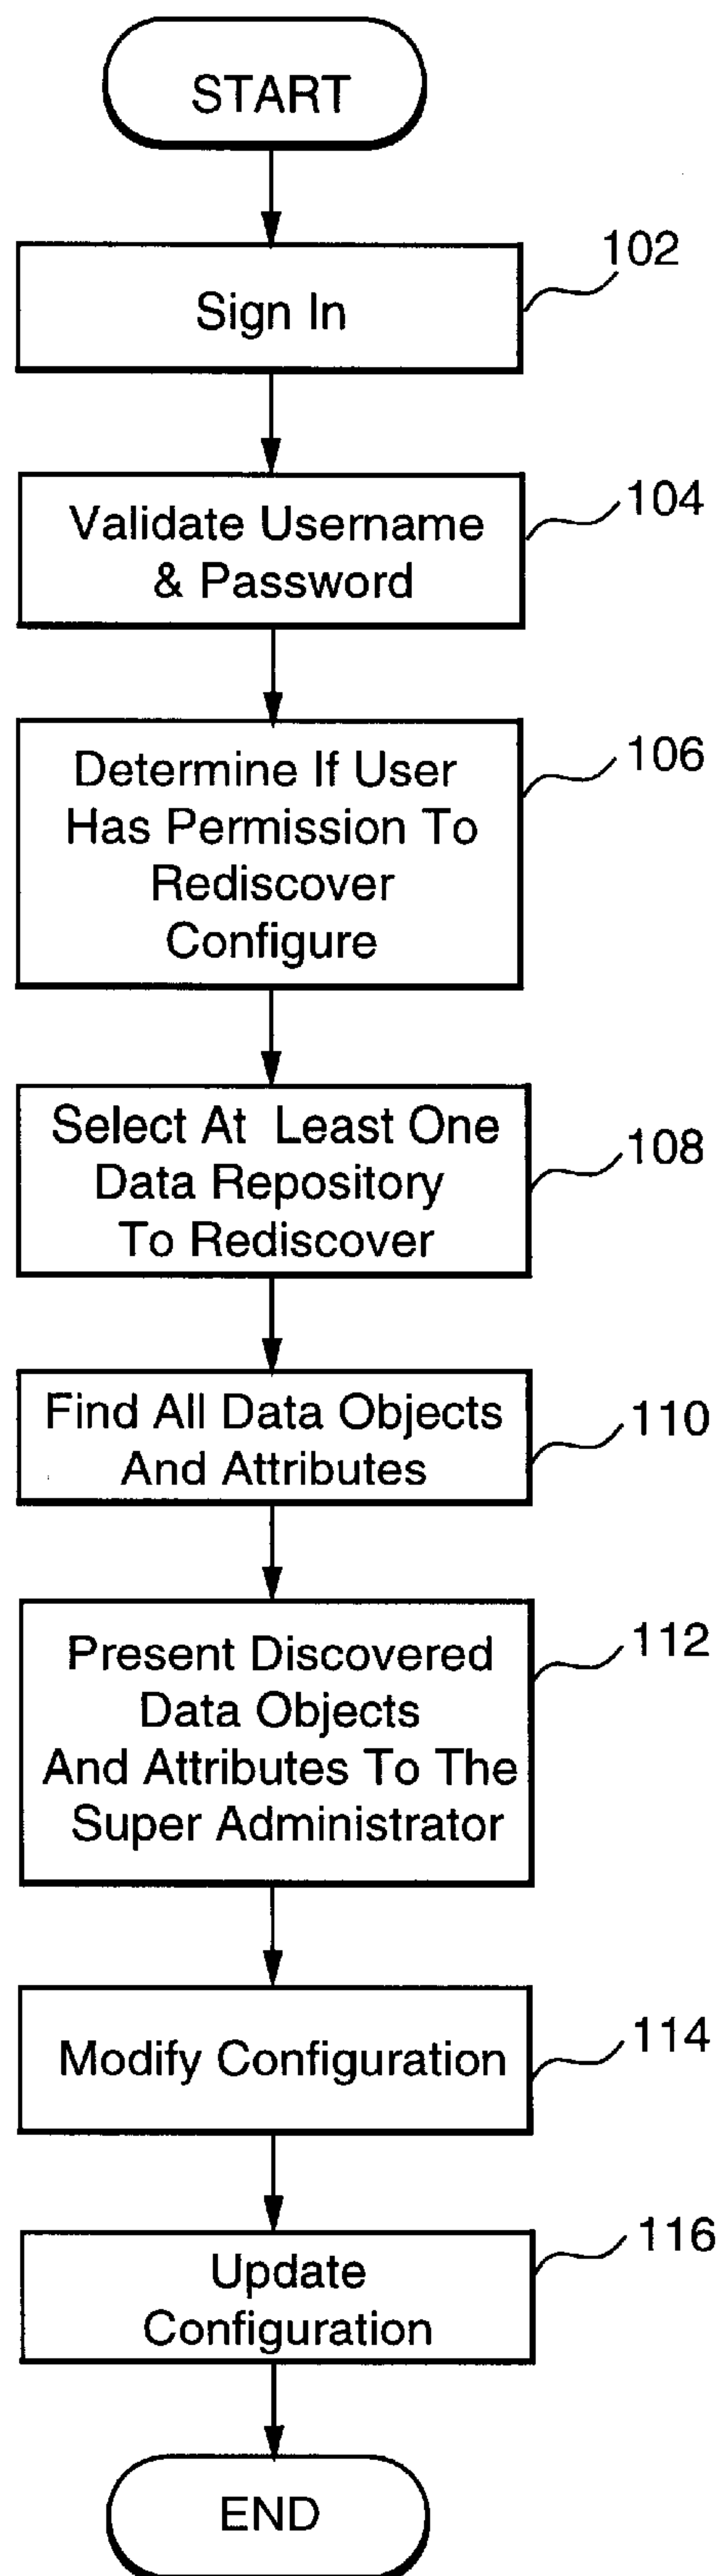 START
102
Sign In
104
Validate Username
& Password
106
Determine If User
Has Permission To
Rediscover
Configure
108
Select At Least One
Data Repository
To Rediscover
110
Find All Data Objects
And Attributes
112
Present Discovered
Data Objects
And Attributes To The
Super Administrator
114
Modify Configuration
116
Update
Configuration
END